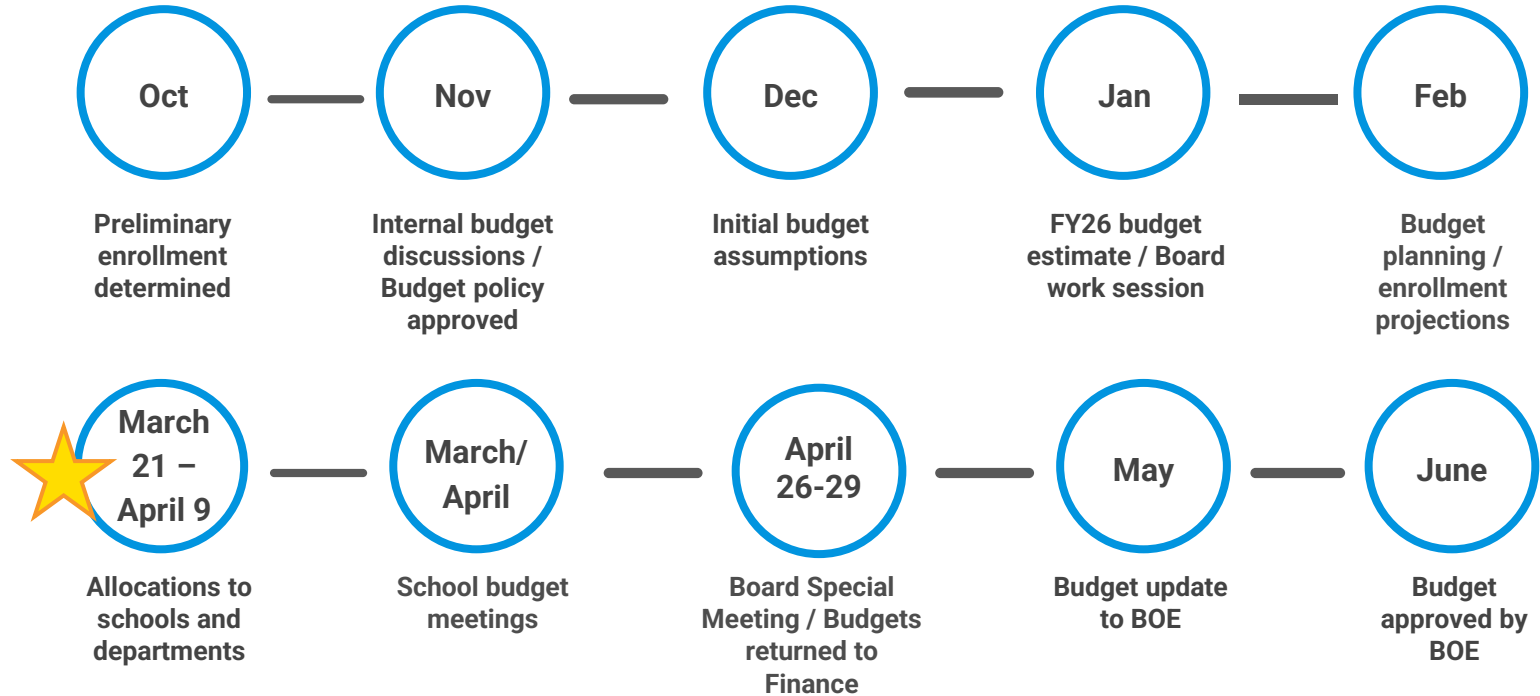 Oct
Nov
Dec
Jan
Feb
Preliminary
enrollment
determined
Internal budget
discussions /
Budget policy
approved
Initial budget
assumptions
FY26 budget
estimate / Board
work session
Budget
planning /
enrollment
projections
March
21 –
April 9
March/
April
April
26-29
May
June
Allocations to
schools and
departments
School budget
meetings
Board Special
Meeting / Budgets
returned to
Finance
Budget update
to BOE
Budget
approved by
BOE